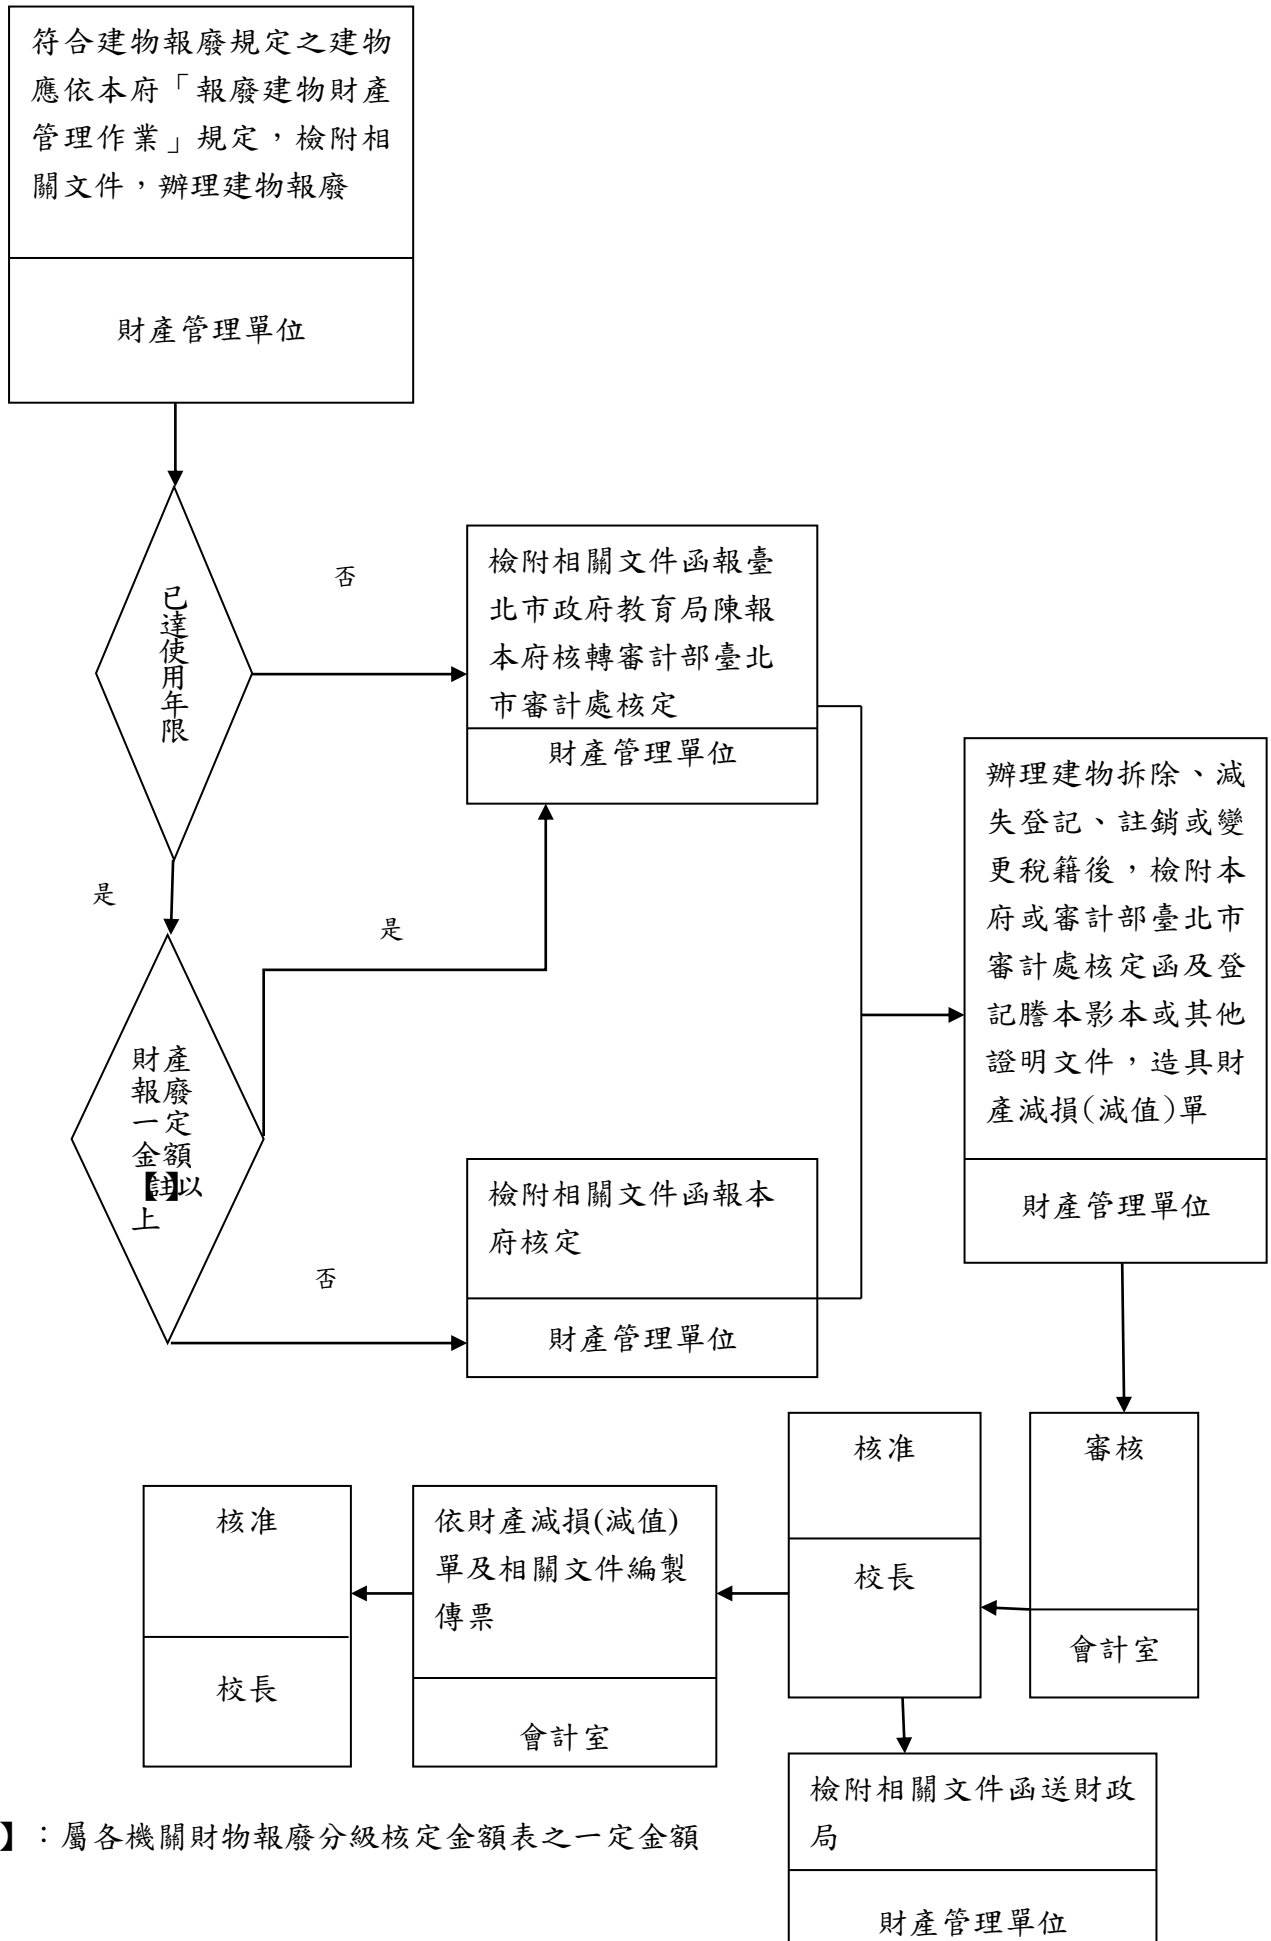 符合建物報廢規定之建物
應依本府「報廢建物財產
管理作業」規定，檢附相
關文件，辦理建物報廢
財產管理單位
已達使用年限
否
檢附相關文件函報臺
北市政府教育局陳報
本府核轉審計部臺北
市審計處核定
財產管理單位
是
是
財產
報廢
一定
金額
【註】以
上
否
檢附相關文件函報本
府核定
財產管理單位
辦理建物拆除、滅
失登記、註銷或變
更稅籍後，檢附本
府或審計部臺北市
審計處核定函及登
記謄本影本或其他
證明文件，造具財
產減損(減值)單
財產管理單位
審核
會計室
核准
校長
依財產減損(減值)
單及相關文件編製
傳票
會計室
核准
校長
檢附相關文件函送財政
局
財產管理單位
】：屬各機關財物報廢分級核定金額表之一定金額